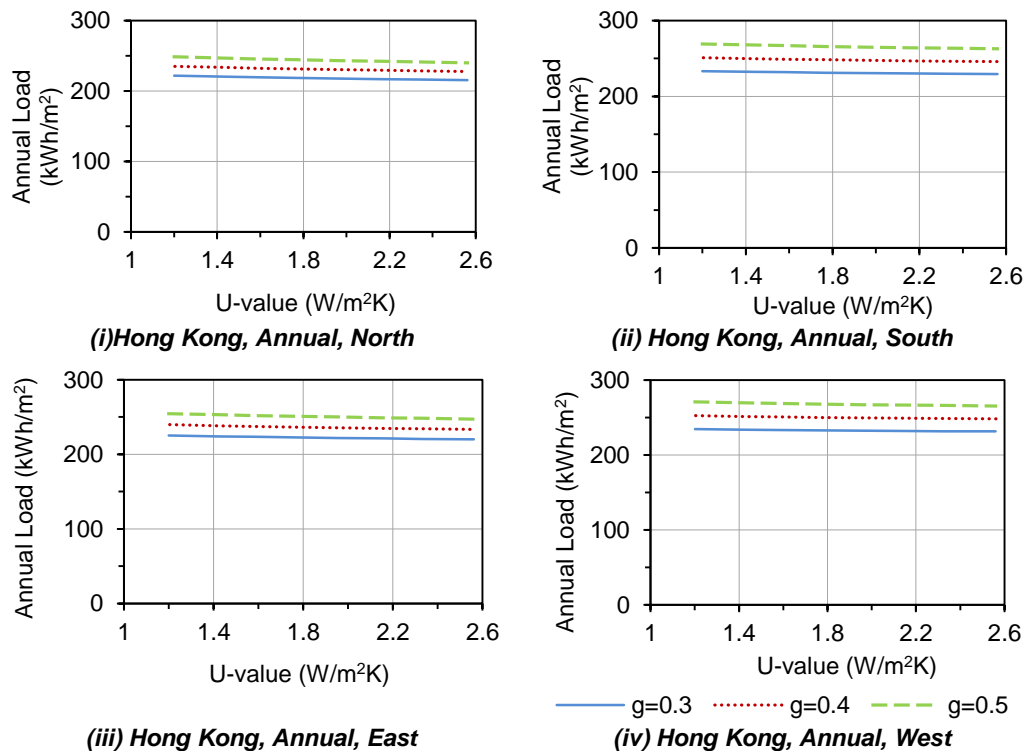 300
200
100
0
Annual Load
(kWh/m²)
1
1.4
1.8
2.2
2.6
U-value (W/m²K)
(i)Hong Kong, Annual, North
300
200
100
0
Annual Load
(kWh/m²)
1
1.4
1.8
2.2
2.6
U-value (W/m²K)
(ii) Hong Kong, Annual, South
300
200
100
0
Annual Load (kWh/m²)
1
1.4
1.8
2.2
2.6
U-value (W/m²K)
(iii) Hong Kong, Annual, East
300
200
100
0
Annual Load (kWh/m²)
1
1.4
1.8
2.2
2.6
U-value (W/m²K)
g=0.3
g=0.4
g=0.5
(iv) Hong Kong, Annual, West